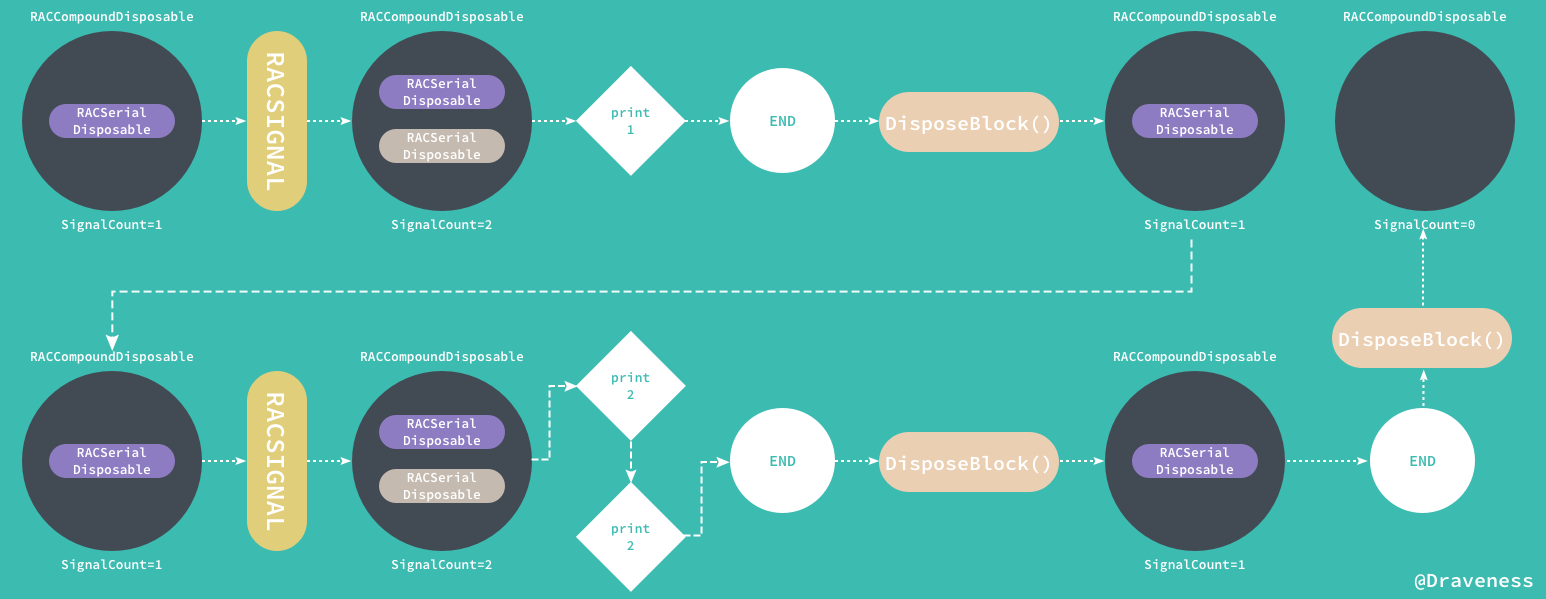 RACCompoundDisposable
RACCompoundDisposable
RACCompoundDisposable
RACCompoundDisposable
RACSerial
Disposable
RACSIGNAL
RACSerial
Disposable
RACSerial
Disposable
print
1
END
DisposeBlock()
RACSerial
Disposable
SignalCount=1
SignalCount=2
SignalCount=1
SignalCount=0
DisposeBlock()
RACCompoundDisposable
RACCompoundDisposable
RACCompoundDisposable
RACSerial
Disposable
RACSIGNAL
RACSerial
Disposable
RACSerial
Disposable
print
2
print
2
END
DisposeBlock()
RACSerial
Disposable
END
SignalCount=1
SignalCount=2
SignalCount=1
@Draveness